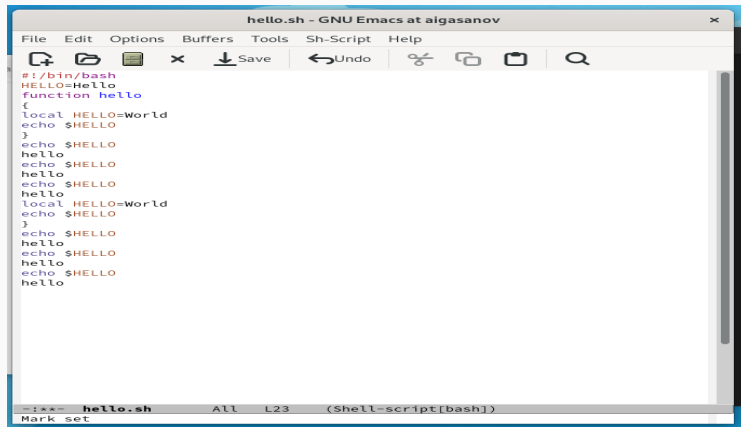 hello.sh - GNU Emacs at aigasanov ×
File Edit Options Buffers Tools Sh-Script Help
Save Undo
#!/bin/bash
HELLO=Hello
function hello
{
local HELLO=World
echo $HELLO
}
echo $HELLO
hello
echo $HELLO
hello
echo $HELLO
hello
local HELLO=World
echo $HELLO
}
echo $HELLO
hello
echo $HELLO
hello
echo $HELLO
hello
-:**- hello.sh All L23 (Shell-script[bash])
Mark set